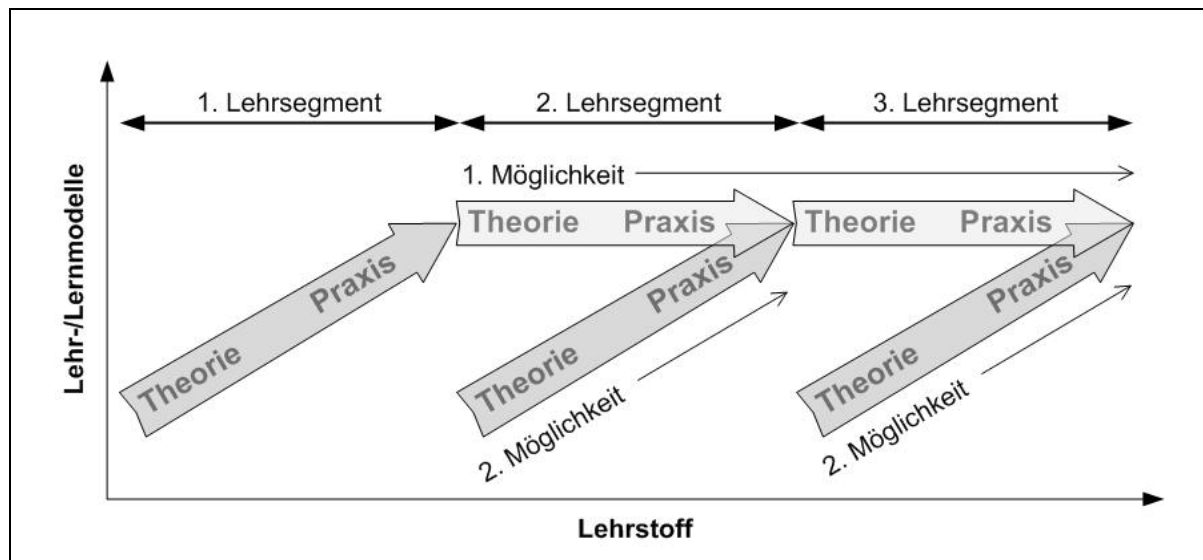 1. Lehrsegment
2. Lehrsegment
3. Lehrsegment
1. Möglichkeit
Theorie Praxis
Theorie Praxis
Theorie Praxis
Theorie Praxis
Theorie Praxis
2. Möglichkeit
2. Möglichkeit
Lehr-/Lernmodelle
Lehrstoff